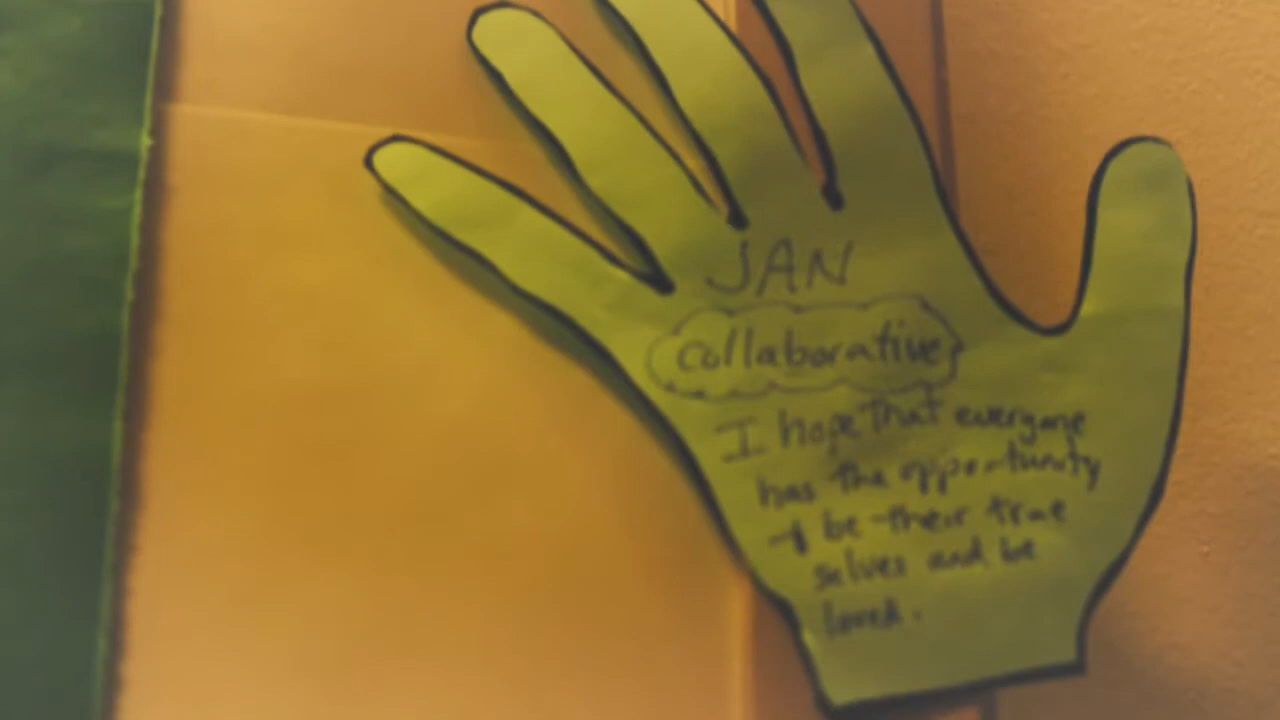 JAN
collaborative
I hope that everyone
has the opportunity
to be their true
selves and be
loved.